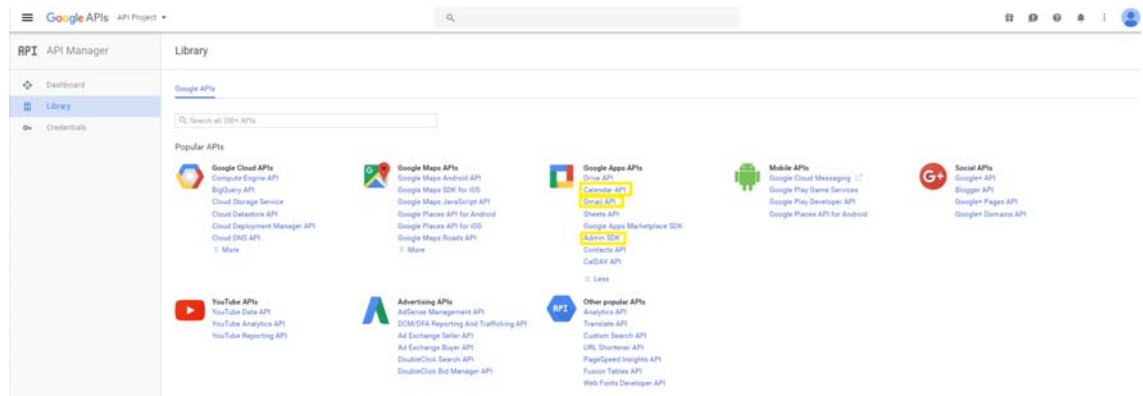 Google APIs API Project
API API Manager
Library
Dashboard
Library
Credentials
Google APIs
Search all 100+ APIs
Popular APIs
Google Cloud APIs
Compute Engine API
BigQuery API
Cloud Storage Service
Cloud Datastore API
Cloud Deployment Manager API
Cloud DNS API
More
Google Maps APIs
Google Maps Android API
Google Maps SDK for iOS
Google Maps JavaScript API
Google Places API for Android
Google Places API for iOS
Google Maps Roads API
More
Google Apps APIs
Drive API
Calendar API
Gmail API
Sheets API
Google Apps Marketplace SDK
Admin SDK
Contacts API
CalDAV API
Less
Mobile APIs
Google Cloud Messaging
Google Play Game Services
Google Play Developer API
Google Places API for Android
G+
Social APIs
Google+ API
Blogger API
Google+ Pages API
Google+ Domains API
YouTube APIs
YouTube Data API
YouTube Analytics API
YouTube Reporting API
Advertising APIs
AdSense Management API
DCM/DFA Reporting And Trafficking API
Ad Exchange Seller API
Ad Exchange Buyer API
DoubleClick Search API
DoubleClick Bid Manager API
API
Other popular APIs
Analytics API
Translate API
Custom Search API
URL Shortener API
PageSpeed Insights API
Fusion Tables API
Web Fonts Developer API